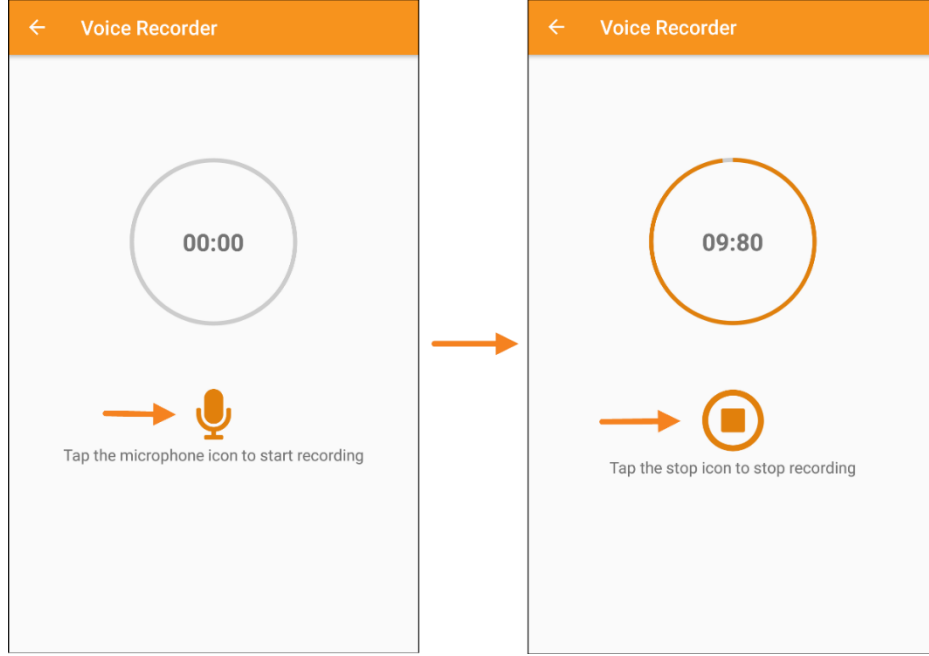 Voice Recorder
00:00
Tap the microphone icon to start recording
Voice Recorder
09:80
Tap the stop icon to stop recording